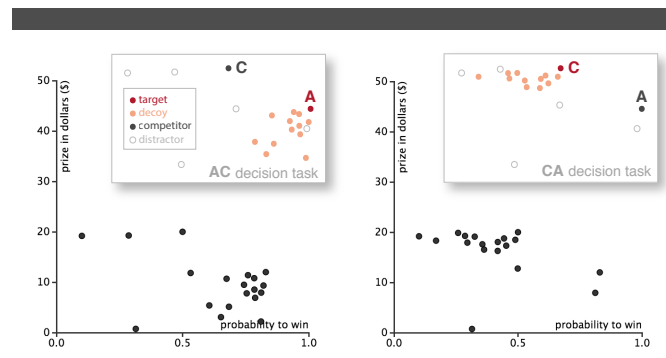 C
A
target
decoy
competitor
distractor
AC decision task
prize in dollars ($)
50
40
30
20
10
0
0.0
0.5
1.0
probability to win
C
A
CA decision task
prize in dollars ($)
50
40
30
20
10
0
0.0
0.5
1.0
probability to win